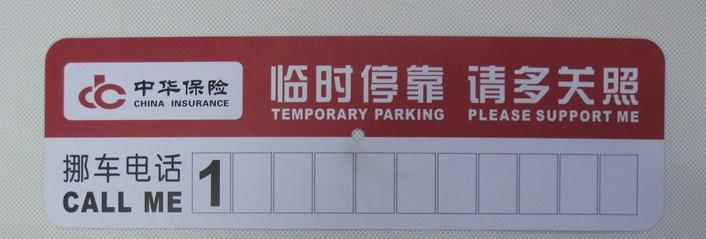 中华保险
CHINA INSURANCE
临时停靠 请多关照
TEMPORARY PARKING PLEASE SUPPORT ME
挪车电话
CALL ME
1